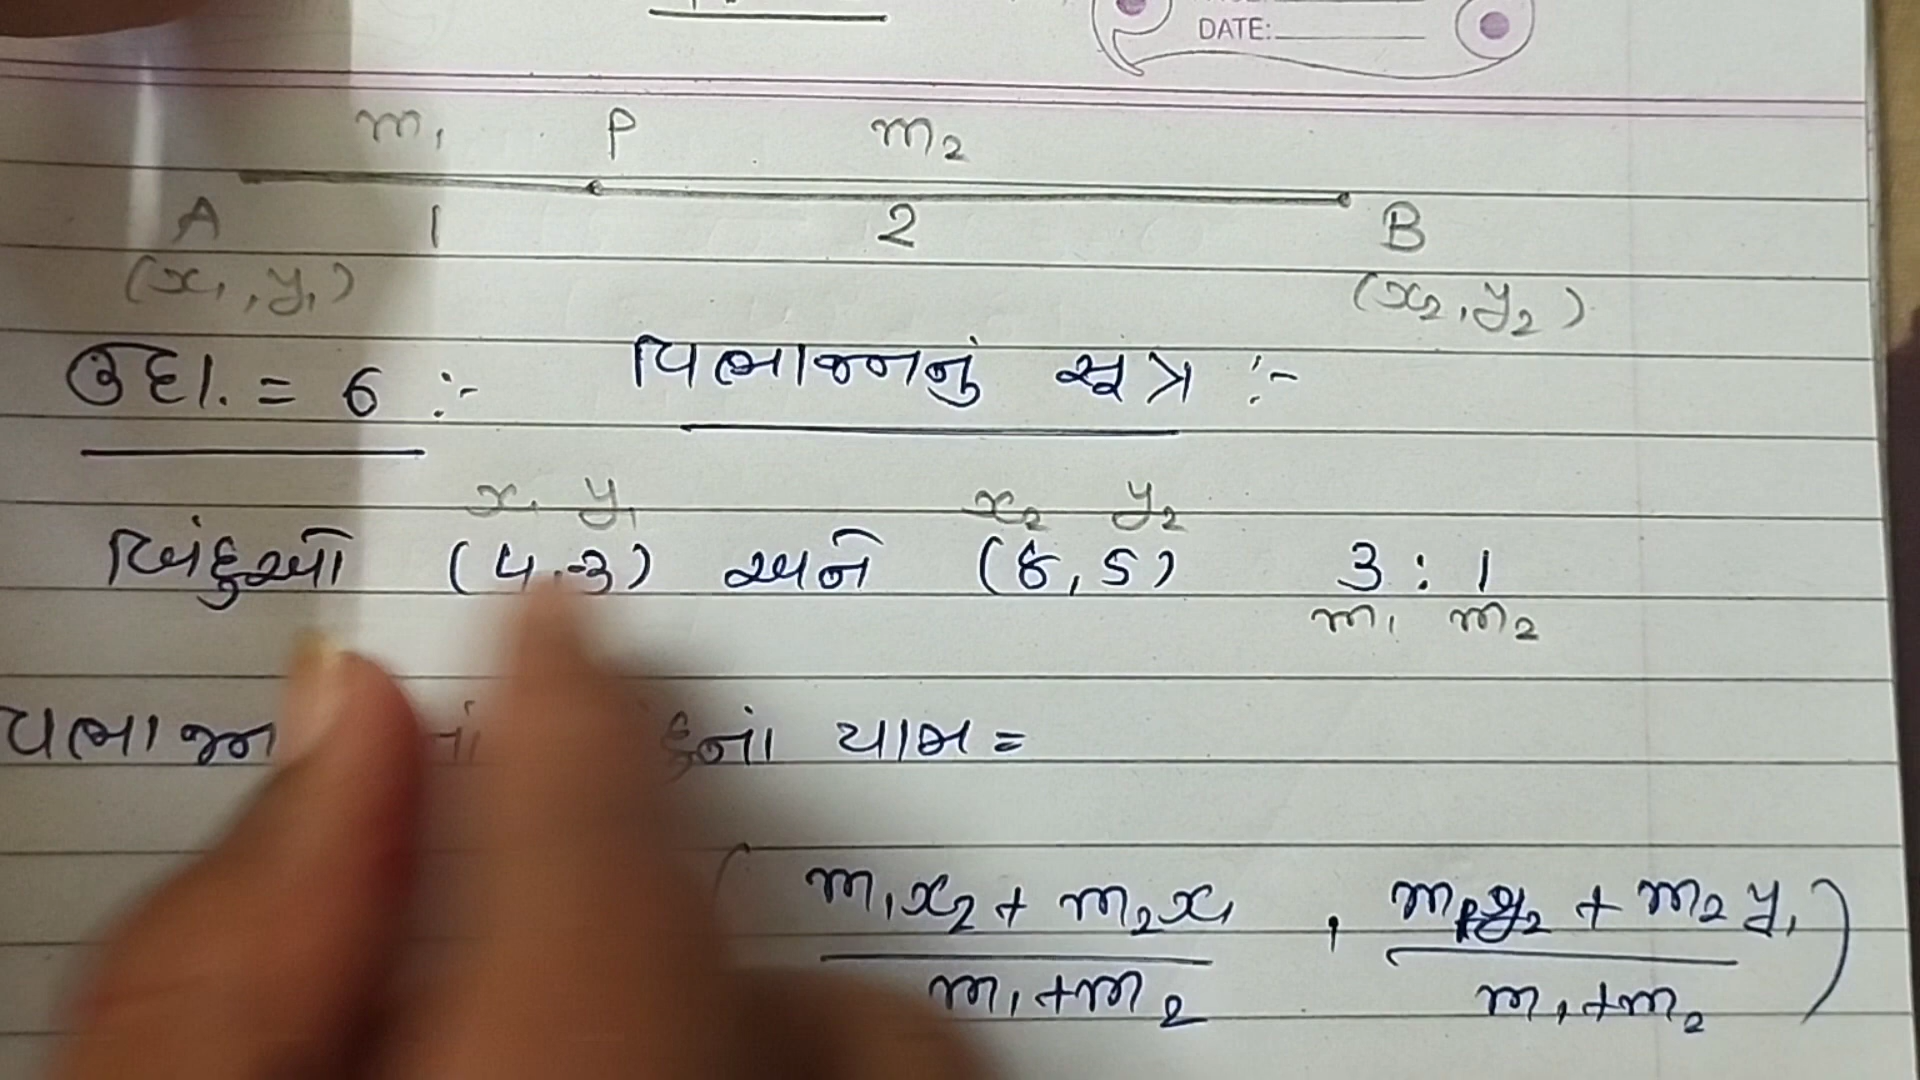 DATE:
m₁ P m₂
A 1 2 B
(x₁, y₁) (x₂, y₂)
ઉદા. = 6 :- વિભાજનનું સૂત્ર :-
x₁ y₁ x₂ y₂
બિંદુઓ (4,-3) અને (8, 5) 3 : 1
m₁ m₂
યામ =
(m₁x₂ + m₂x₁ / m₁+m₂ , m₁y₂ + m₂y₁ / m₁+m₂)